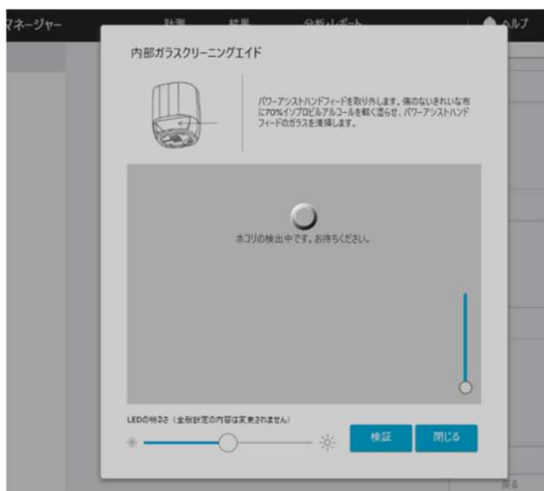 マネージャー 計測 結果 分析・レポート ヘルプ
内部ガラスクリーニングエイド
パワーアシストハンドフィードを取り外します。傷のないきれいな布
に70%イソプロピルアルコールを軽く湿らせ、パワーアシストハンド
フィードのガラスを清掃します。
ホコリの検出中です。お待ちください。
LEDの明るさ（全般設定の内容は変更されません）
検証 閉じる
戻る